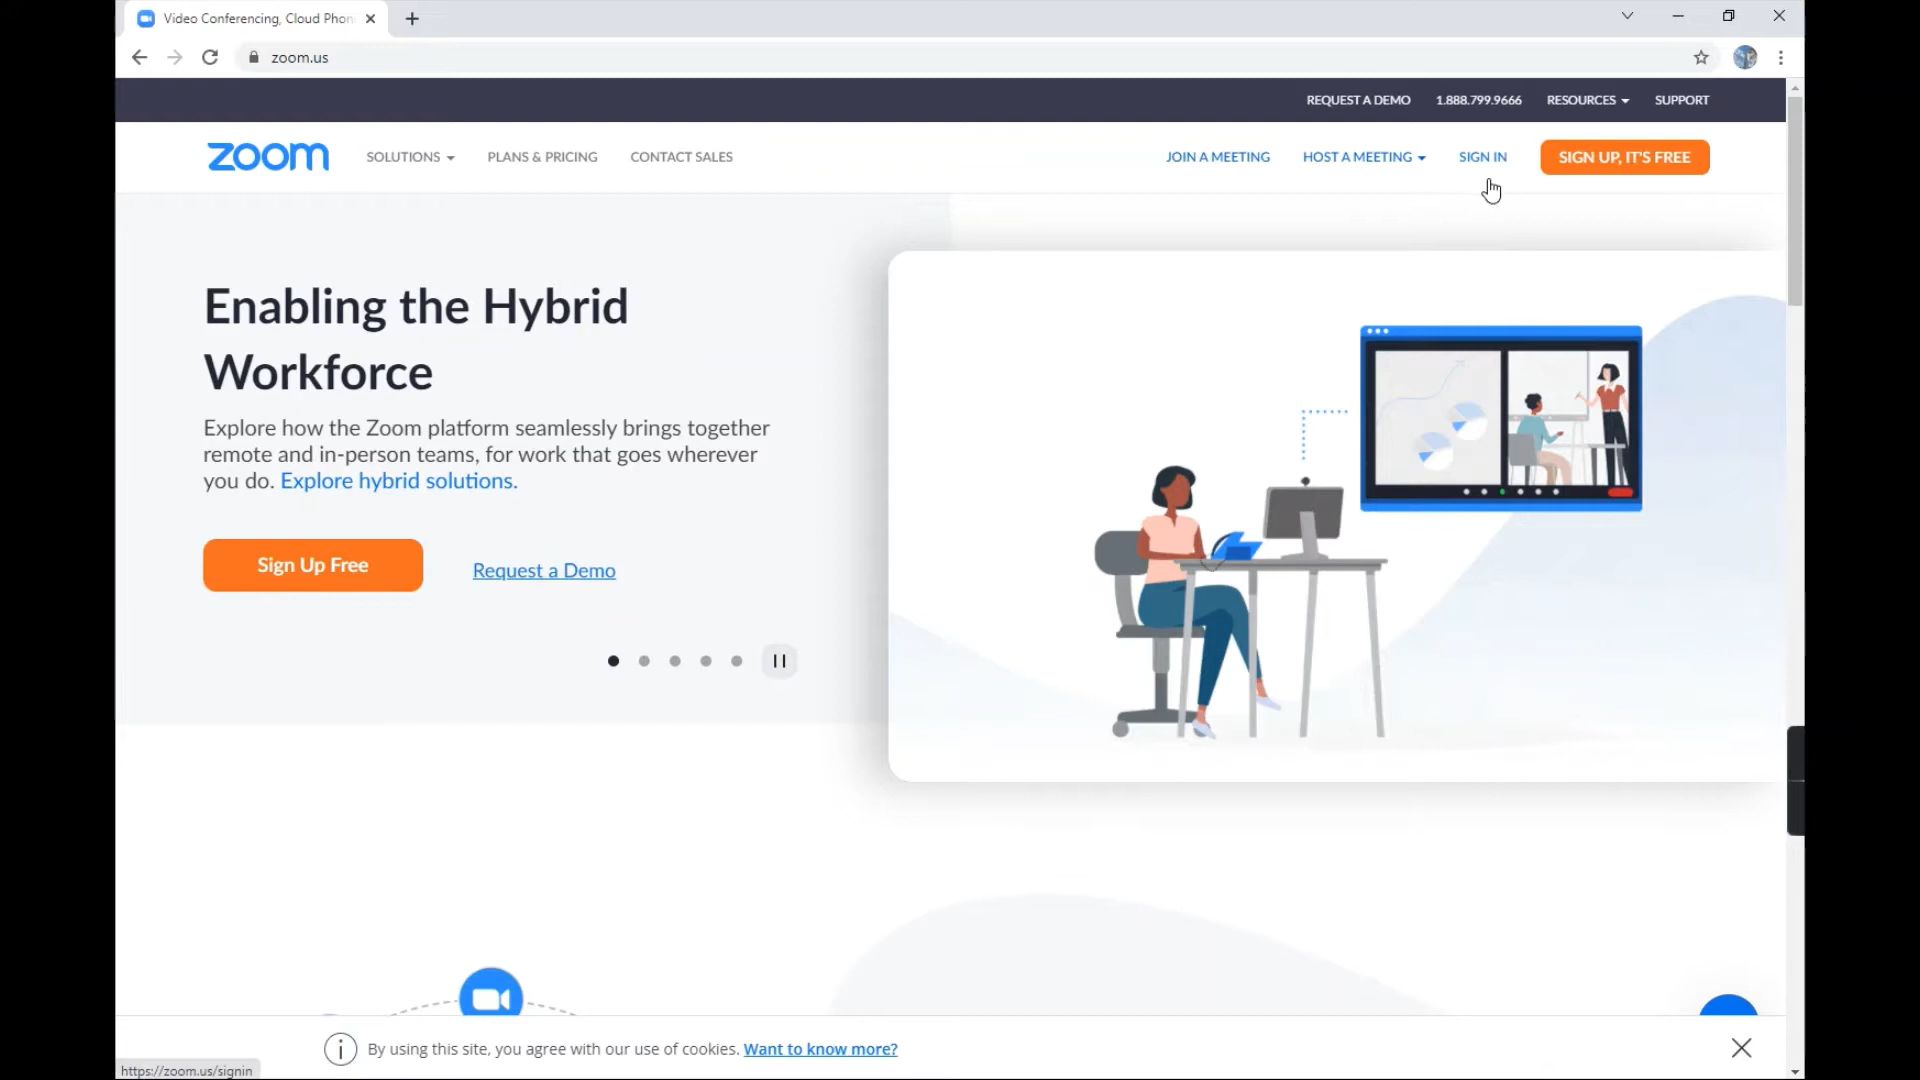 Video Conferencing, Cloud Phon
zoom.us
REQUEST A DEMO 1.888.799.9666 RESOURCES SUPPORT
zoom SOLUTIONS PLANS & PRICING CONTACT SALES JOIN A MEETING HOST A MEETING SIGN IN SIGN UP, IT'S FREE
Enabling the Hybrid
Workforce
Explore how the Zoom platform seamlessly brings together
remote and in-person teams, for work that goes wherever
you do. Explore hybrid solutions.
Sign Up Free Request a Demo
By using this site, you agree with our use of cookies. Want to know more?
https://zoom.us/signin